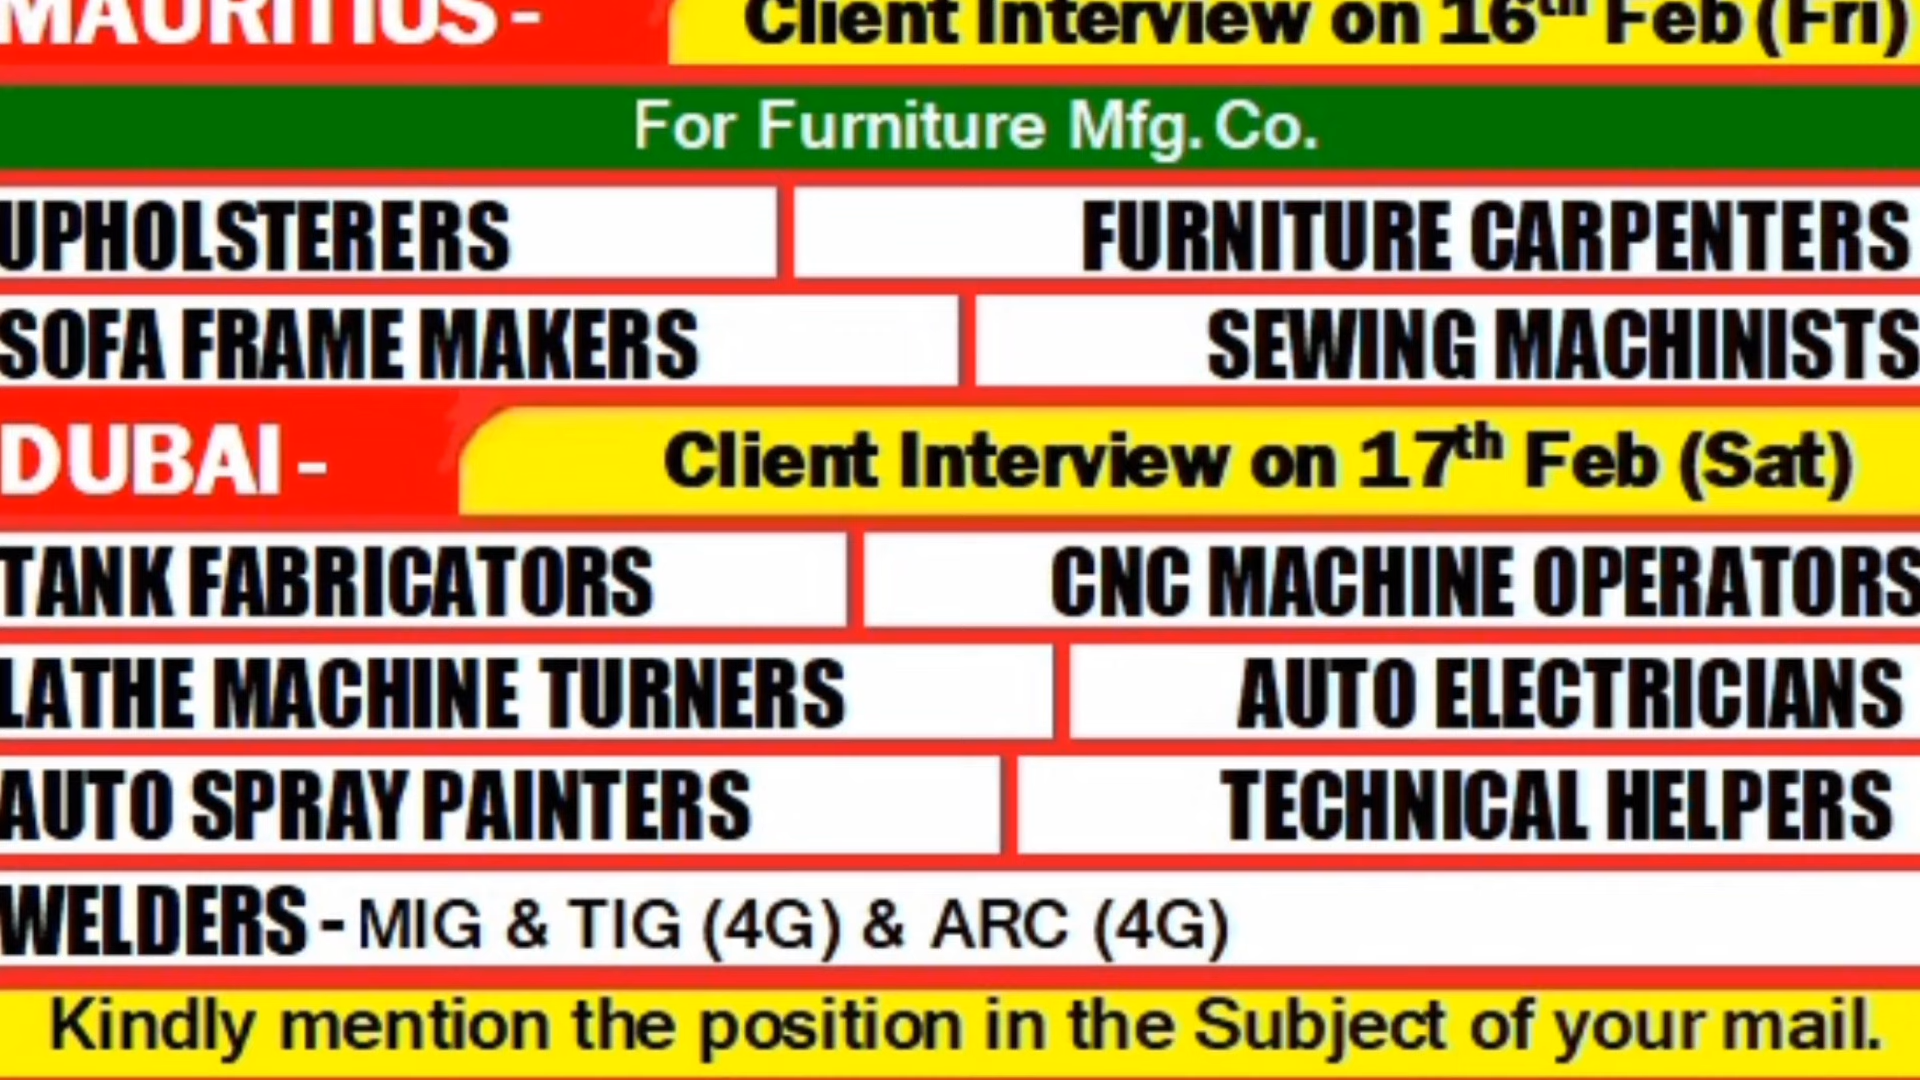 MAURITIUS - Client Interview on 16th Feb (Fri)
For Furniture Mfg. Co.
UPHOLSTERERS FURNITURE CARPENTERS
SOFA FRAME MAKERS SEWING MACHINISTS
DUBAI - Client Interview on 17th Feb (Sat)
TANK FABRICATORS CNC MACHINE OPERATORS
LATHE MACHINE TURNERS AUTO ELECTRICIANS
AUTO SPRAY PAINTERS TECHNICAL HELPERS
WELDERS - MIG & TIG (4G) & ARC (4G)
Kindly mention the position in the Subject of your mail.